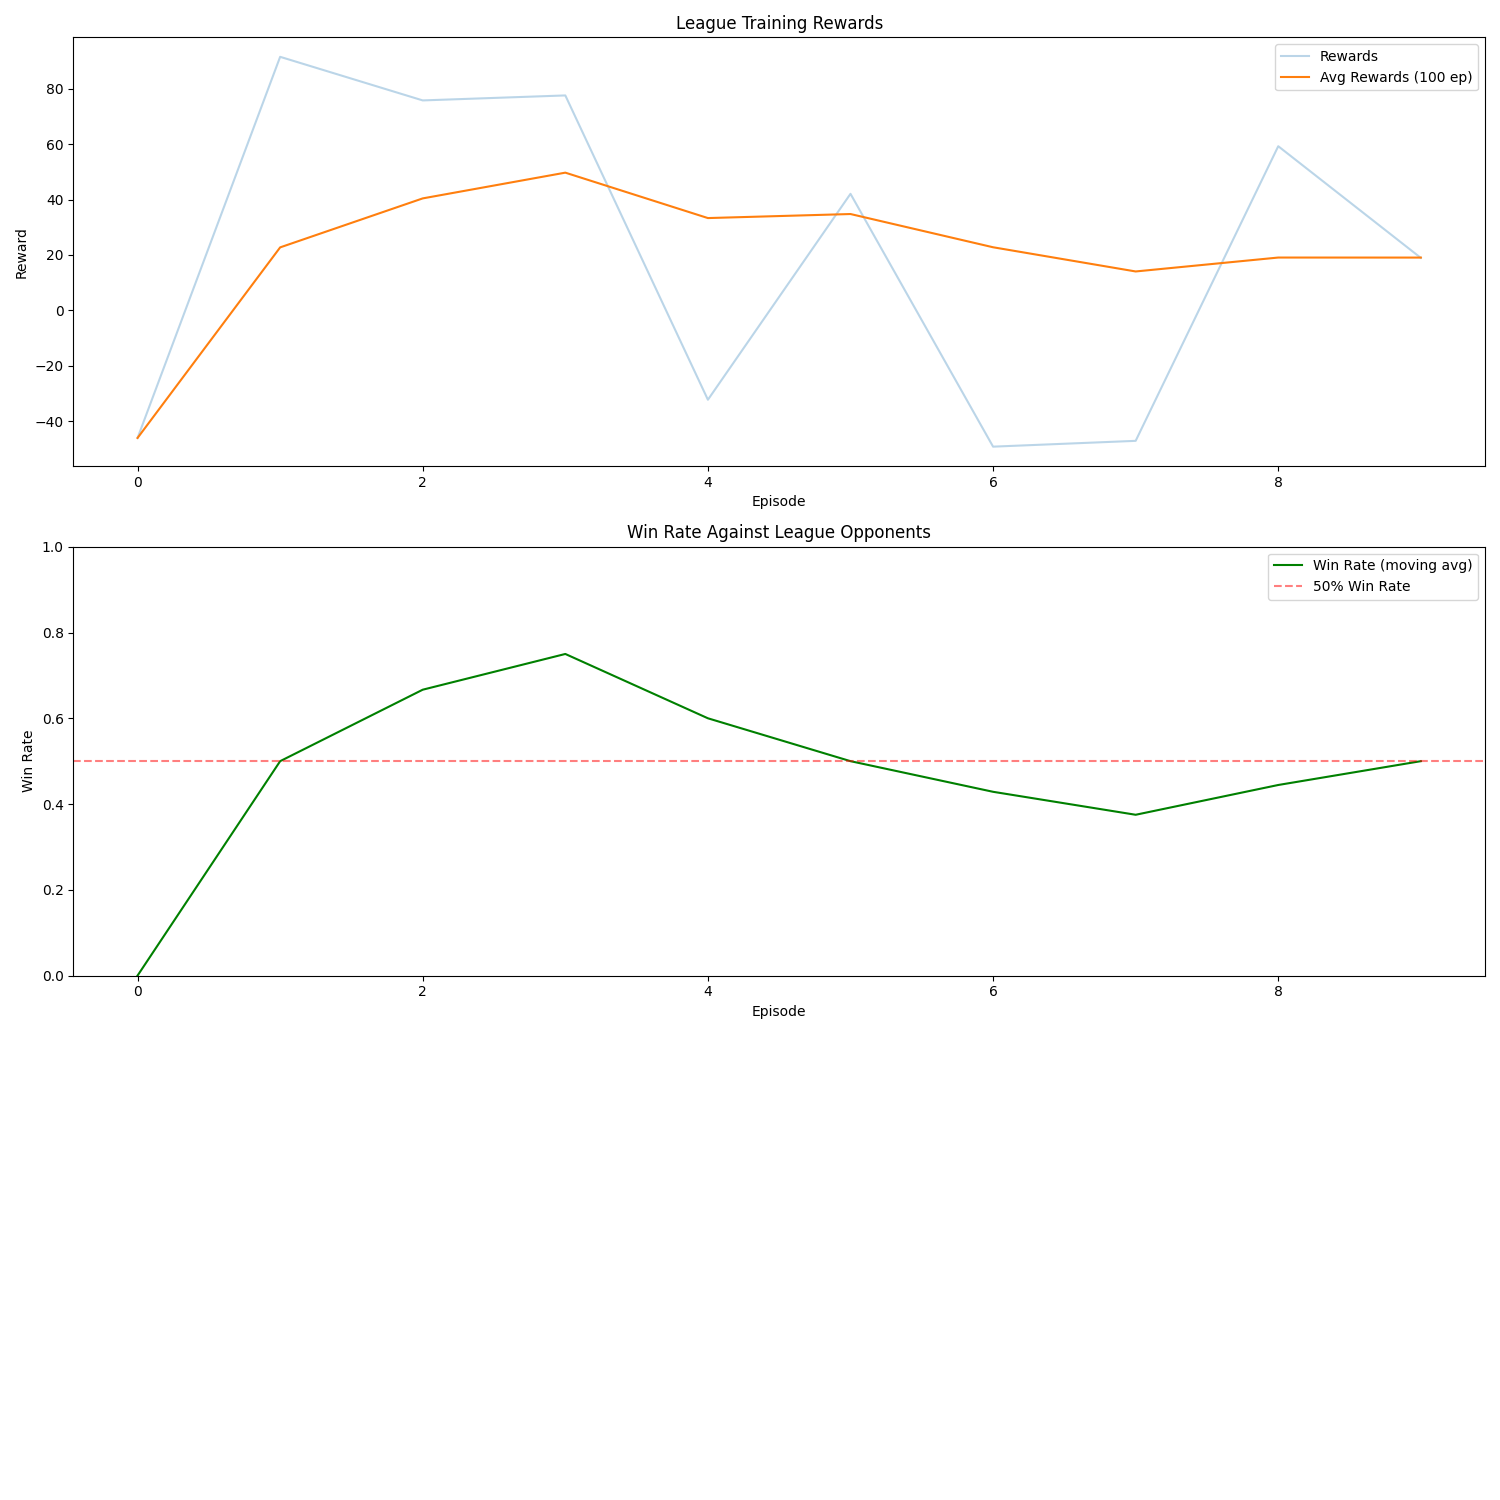 League Training Rewards
Rewards
Avg Rewards (100 ep)
80
60
40
20
0
−20
−40
Reward
0 2 4 6 8
Episode
Win Rate Against League Opponents
Win Rate (moving avg)
50% Win Rate
1.0
0.8
0.6
0.4
0.2
0.0
Win Rate
0 2 4 6 8
Episode